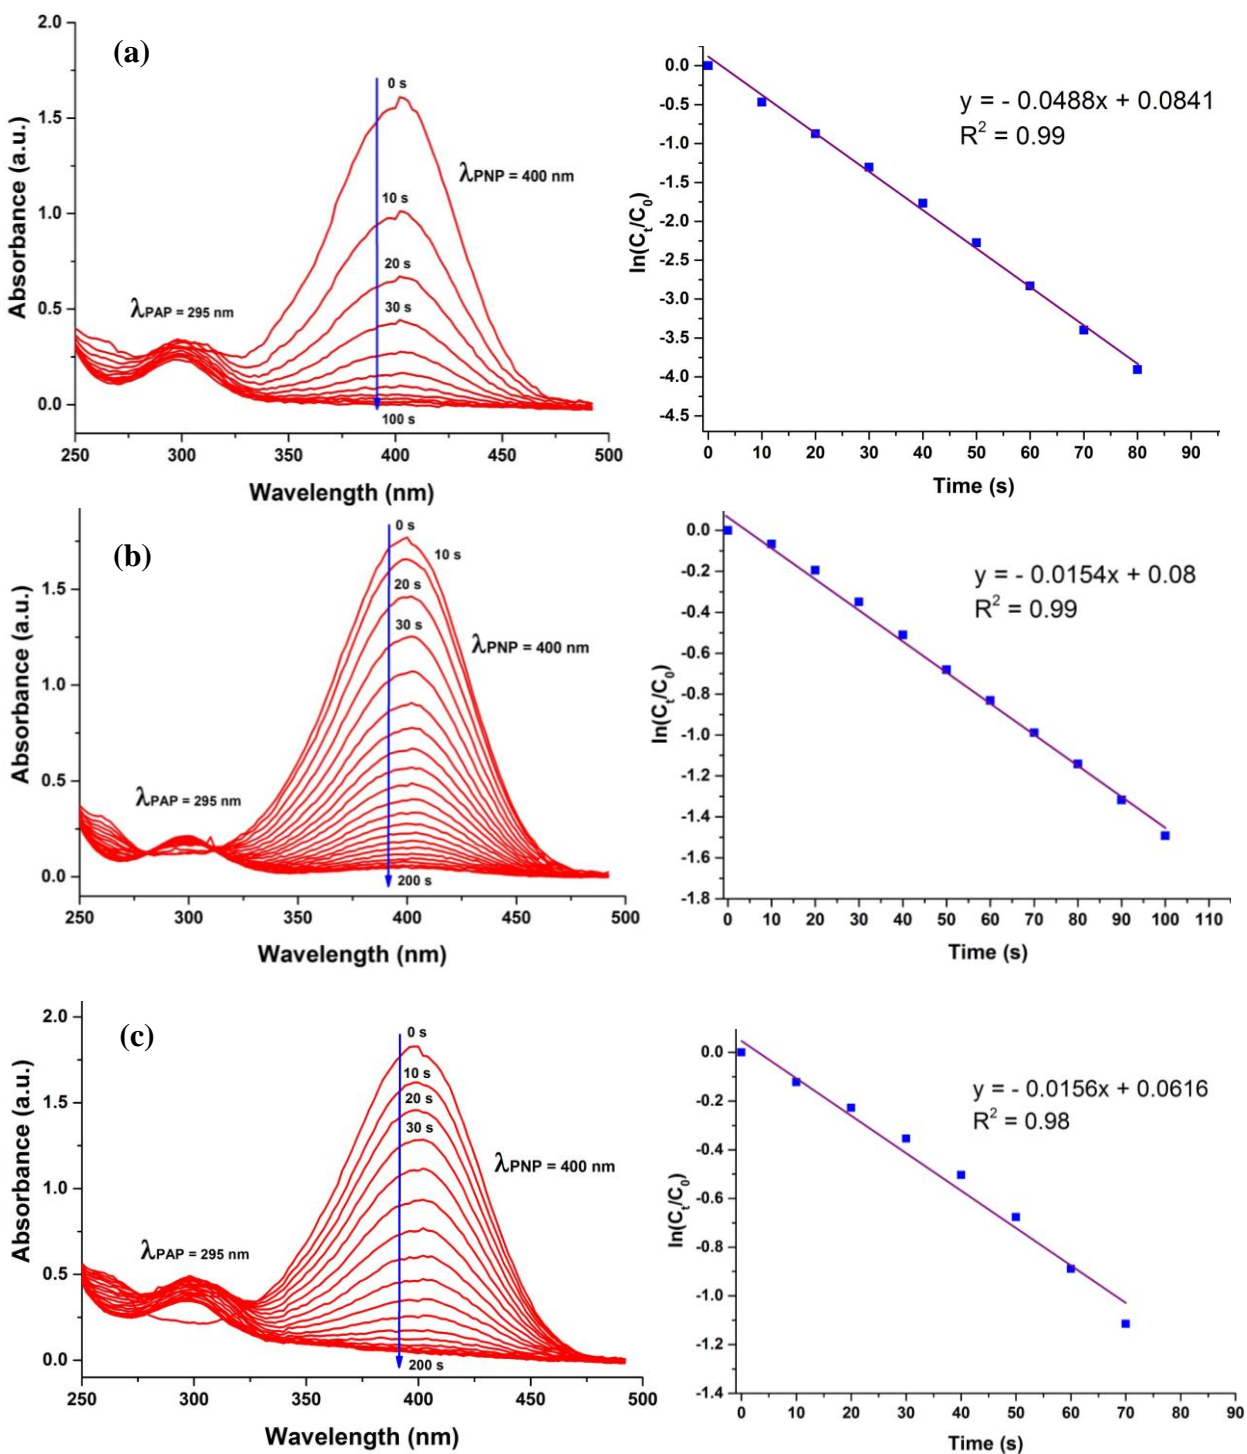 (a)
2.0
1.5
1.0
0.5
0.0
Absorbance (a.u.)
0 s
10 s
20 s
30 s
100 s
λPNP = 400 nm
λPAP = 295 nm
250 300 350 400 450 500
Wavelength (nm)
0.0
-0.5
-1.0
-1.5
-2.0
-2.5
-3.0
-3.5
-4.0
-4.5
ln(Ct/C0)
y = - 0.0488x + 0.0841
R2 = 0.99
0 10 20 30 40 50 60 70 80 90
Time (s)
(b)
1.5
1.0
0.5
0.0
Absorbance (a.u.)
0 s
10 s
20 s
30 s
200 s
λPNP = 400 nm
λPAP = 295 nm
250 300 350 400 450 500
Wavelength (nm)
0.0
-0.2
-0.4
-0.6
-0.8
-1.0
-1.2
-1.4
-1.6
-1.8
ln(Ct/C0)
y = - 0.0154x + 0.08
R2 = 0.99
0 10 20 30 40 50 60 70 80 90 100 110
Time (s)
(c)
2.0
1.5
1.0
0.5
0.0
Absorbance (a.u.)
0 s
10 s
20 s
30 s
200 s
λPNP = 400 nm
λPAP = 295 nm
250 300 350 400 450 500
Wavelength (nm)
0.0
-0.2
-0.4
-0.6
-0.8
-1.0
-1.2
-1.4
ln(Ct/C0)
y = - 0.0156x + 0.0616
R2 = 0.98
0 10 20 30 40 50 60 70 80 90
Time (s)